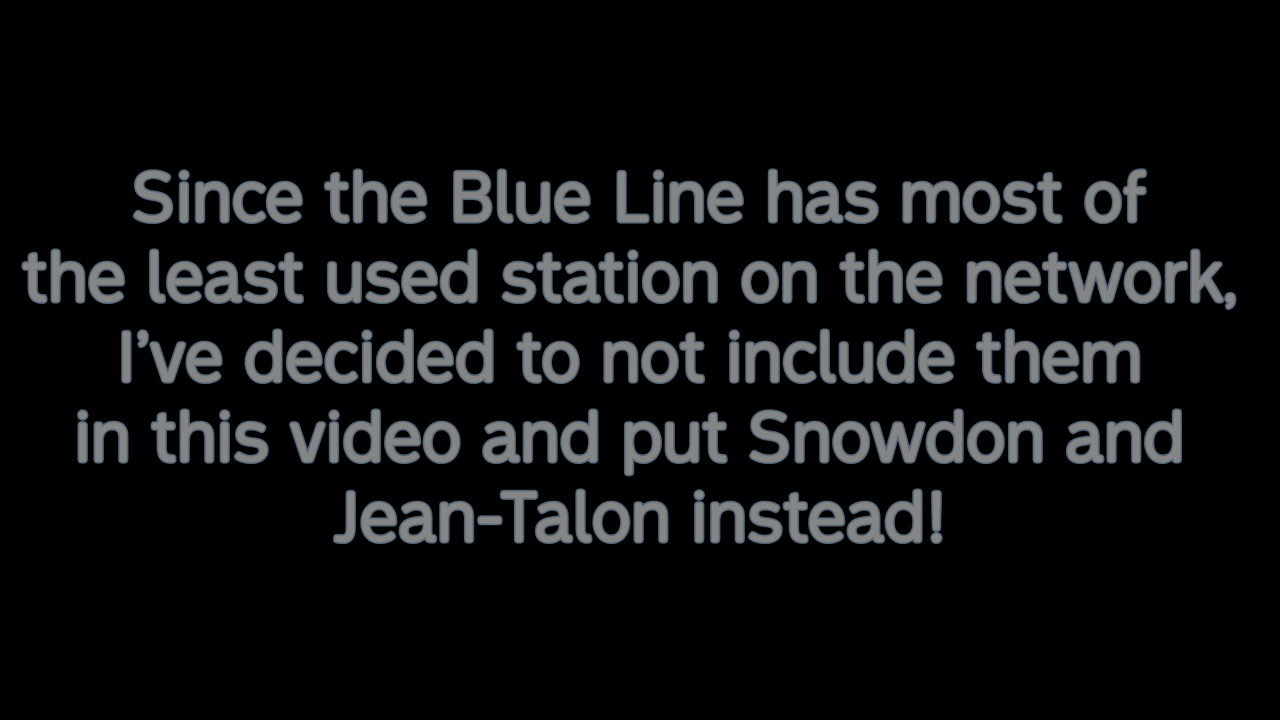 Since the Blue Line has most of
the least used station on the network,
I’ve decided to not include them
in this video and put Snowdon and
Jean-Talon instead!